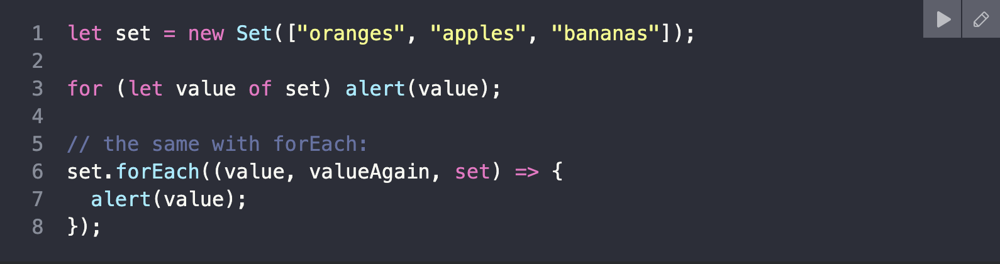 1 let set = new Set(["oranges", "apples", "bananas"]);
2
3 for (let value of set) alert(value);
4
5 // the same with forEach:
6 set.forEach((value, valueAgain, set) => {
7   alert(value);
8 });